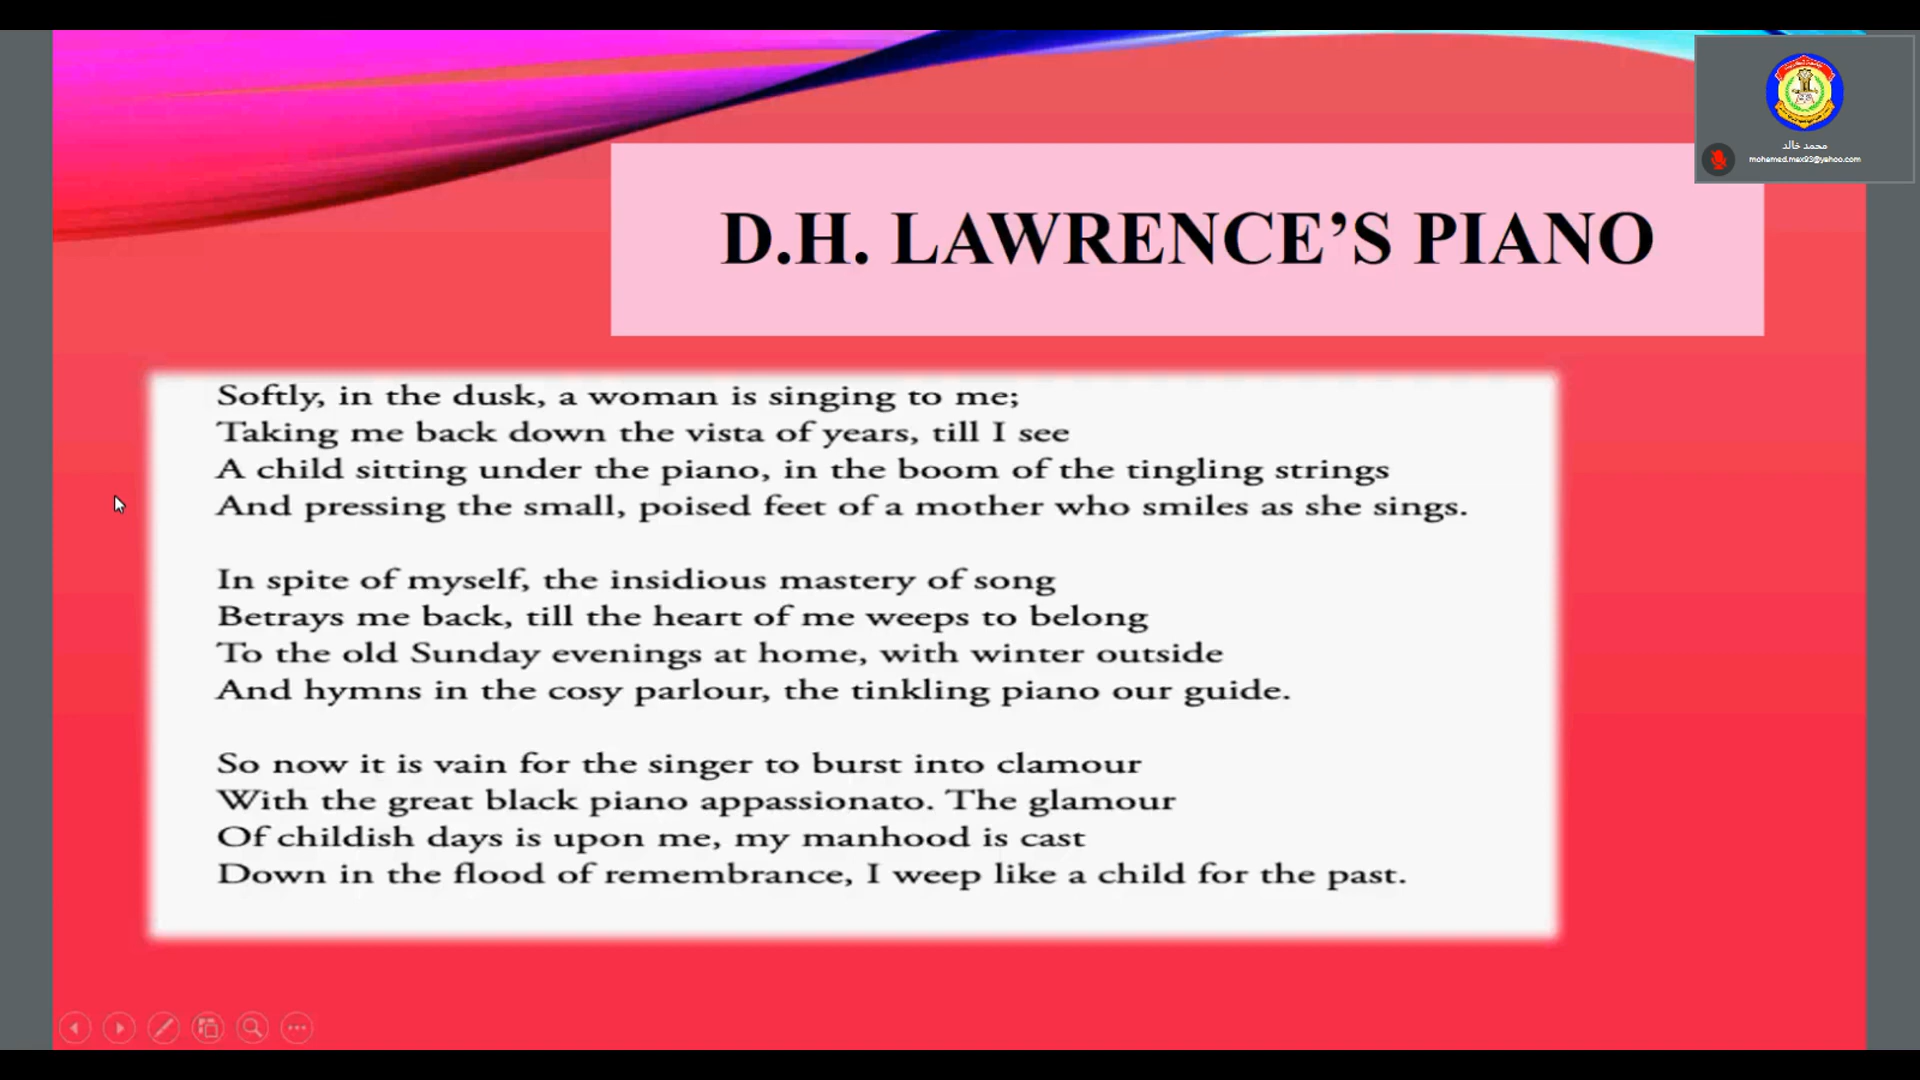 محمد خالد
mohamed.max93@yahoo.com
D.H. LAWRENCE’S PIANO
Softly, in the dusk, a woman is singing to me;
Taking me back down the vista of years, till I see
A child sitting under the piano, in the boom of the tingling strings
And pressing the small, poised feet of a mother who smiles as she sings.
In spite of myself, the insidious mastery of song
Betrays me back, till the heart of me weeps to belong
To the old Sunday evenings at home, with winter outside
And hymns in the cosy parlour, the tinkling piano our guide.
So now it is vain for the singer to burst into clamour
With the great black piano appassionato. The glamour
Of childish days is upon me, my manhood is cast
Down in the flood of remembrance, I weep like a child for the past.